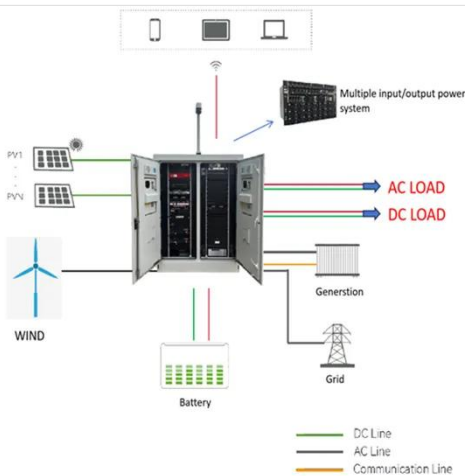 Multiple input/output power
system
PV1
PVN
AC LOAD
DC LOAD
WIND
Generstion
Grid
Battery
DC Line
AC Line
Communication Line